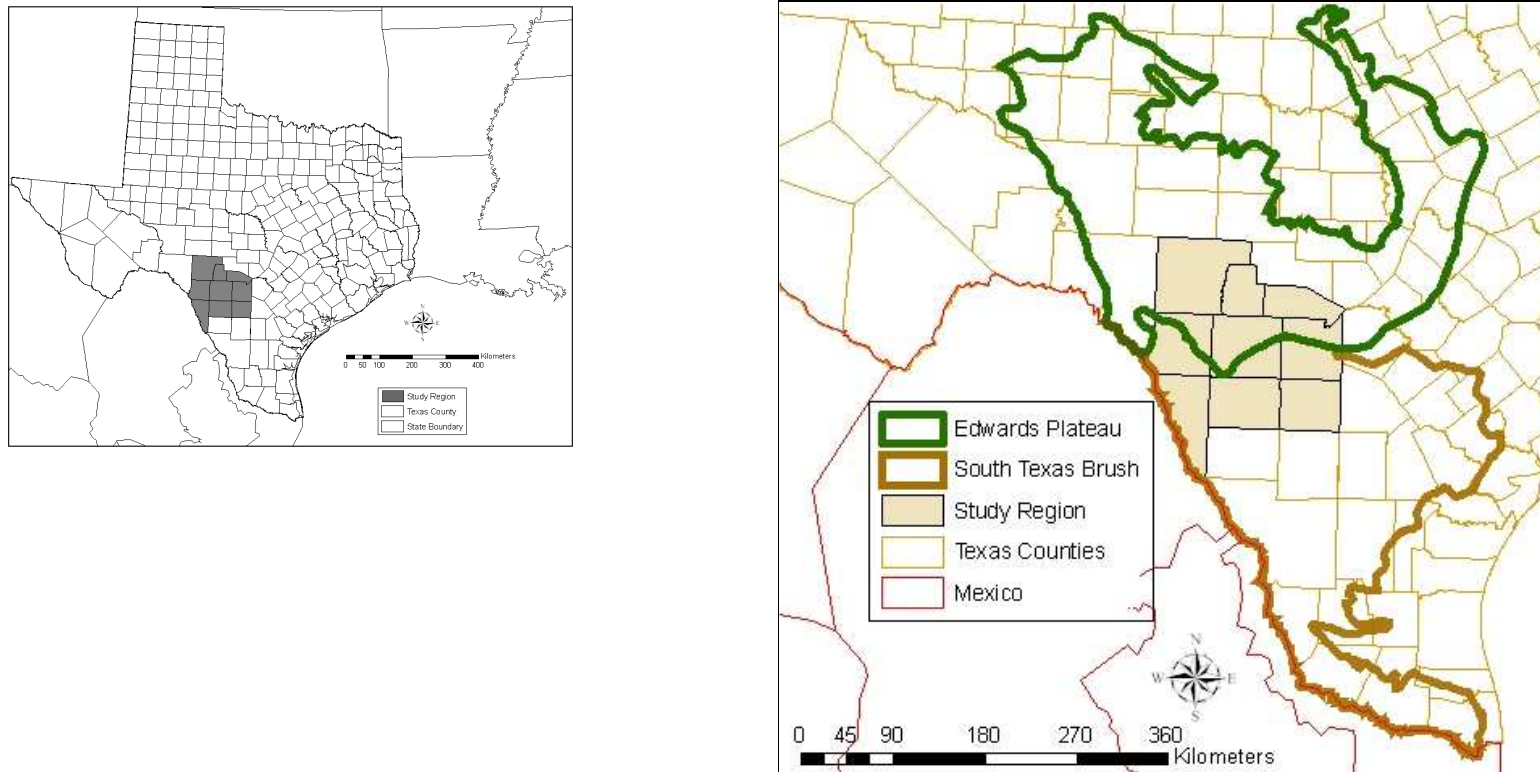 N
W E
S
Kilometers
0 50 100 200 300 400
Study Region
Texas County
State Boundary
Edwards Plateau
South Texas Brush
Study Region
Texas Counties
Mexico
N
W E
S
0 45 90 180 270 360
Kilometers